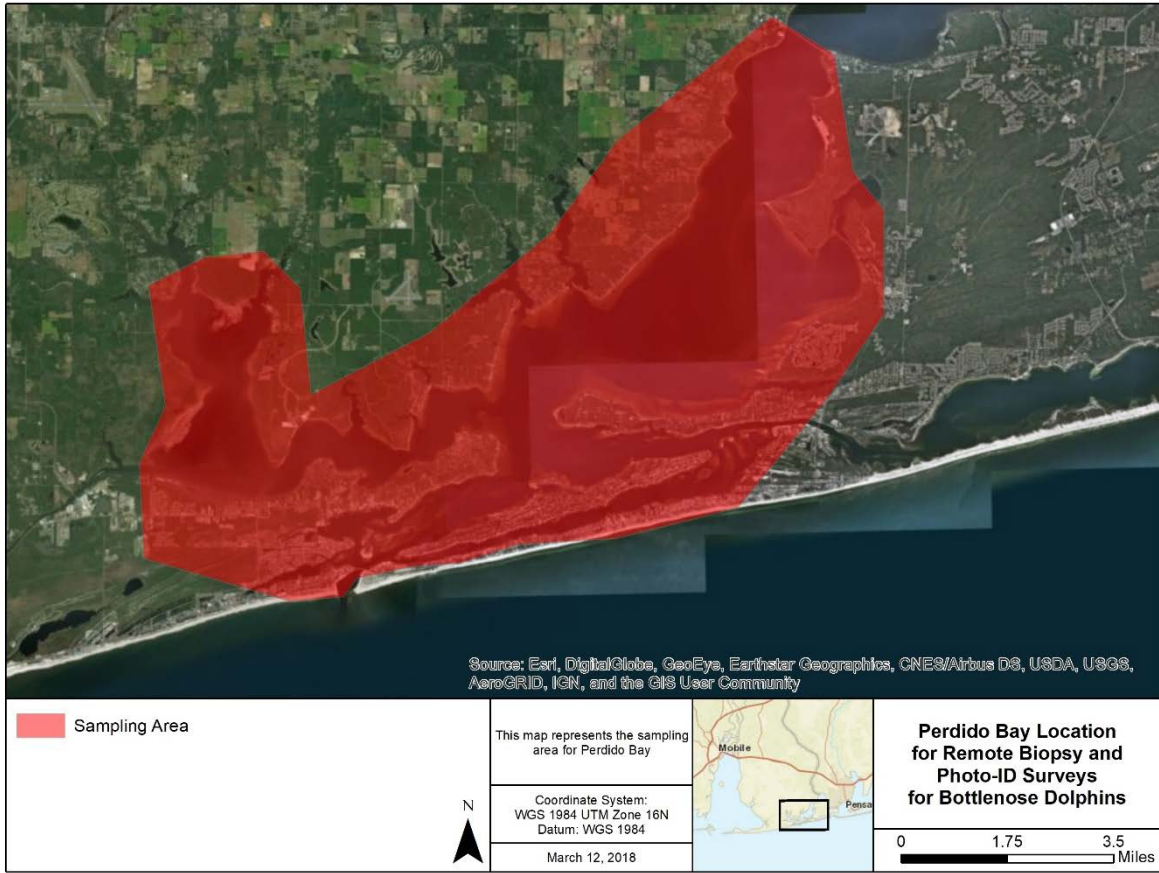 Source: Esri, DigitalGlobe, GeoEye, Earthstar Geographics, CNES/Airbus DS, USDA, USGS,
AeroGRID, IGN, and the GIS User Community
Sampling Area
N
This map represents the sampling
area for Perdido Bay
Coordinate System:
WGS 1984 UTM Zone 16N
Datum: WGS 1984
March 12, 2018
Mobile
Pensa
Perdido Bay Location
for Remote Biopsy and
Photo-ID Surveys
for Bottlenose Dolphins
0 1.75 3.5
Miles